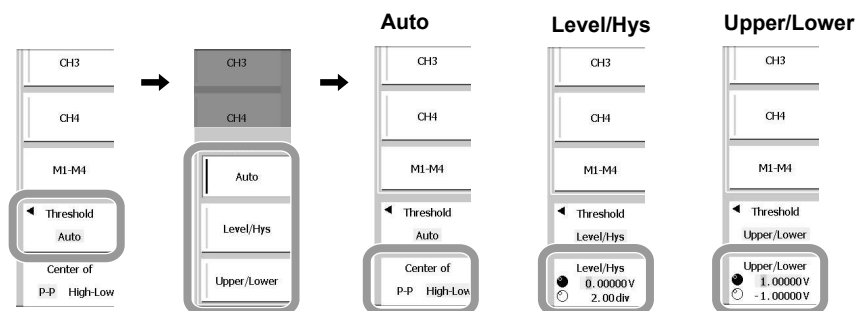 Auto
Level/Hys
Upper/Lower
CH3
CH4
M1-M4
Threshold
Auto
Center of
P-P High-Low
CH3
CH4
Auto
Level/Hys
Upper/Lower
CH3
CH4
M1-M4
Threshold
Auto
Center of
P-P High-Low
CH3
CH4
M1-M4
Threshold
Level/Hys
Level/Hys
0.00000V
2.00div
CH3
CH4
M1-M4
Threshold
Upper/Lower
Upper/Lower
1.00000V
-1.00000V